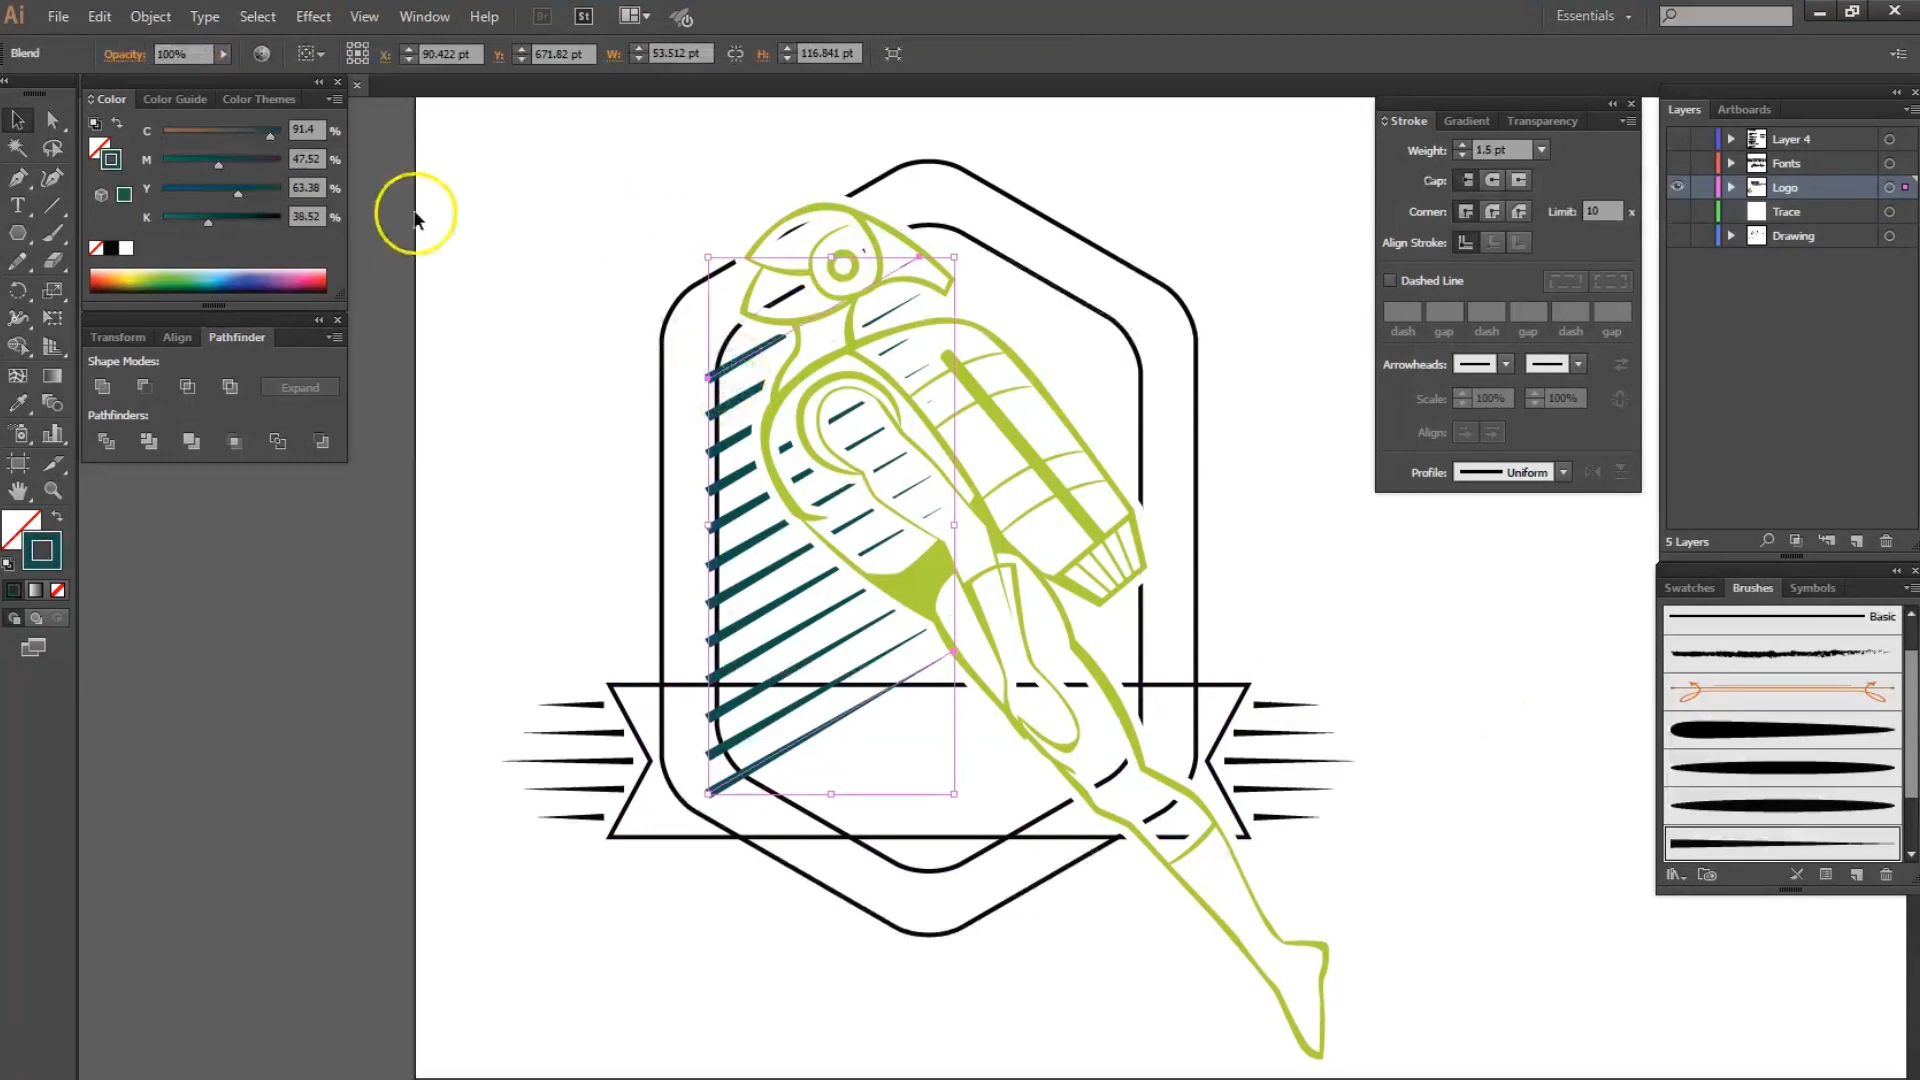 Ai File Edit Object Type Select Effect View Window Help Br St Essentials
Blend Opacity: 100% X: 90.422 pt Y: 671.82 pt W: 53.512 pt H: 116.841 pt
Color Color Guide Color Themes
C 91.4 %
M 47.52 %
Y 63.38 %
K 38.52 %
Transform Align Pathfinder
Shape Modes:
Expand
Pathfinders:
Stroke Gradient Transparency
Weight: 1.5 pt
Cap:
Corner: Limit: 10 x
Align Stroke:
Dashed Line
dash gap dash gap dash gap
Arrowheads:
Scale: 100% 100%
Align:
Profile: Uniform
Layers Artboards
Layer 4
Fonts
Logo
Trace
Drawing
5 Layers
Swatches Brushes Symbols
Basic